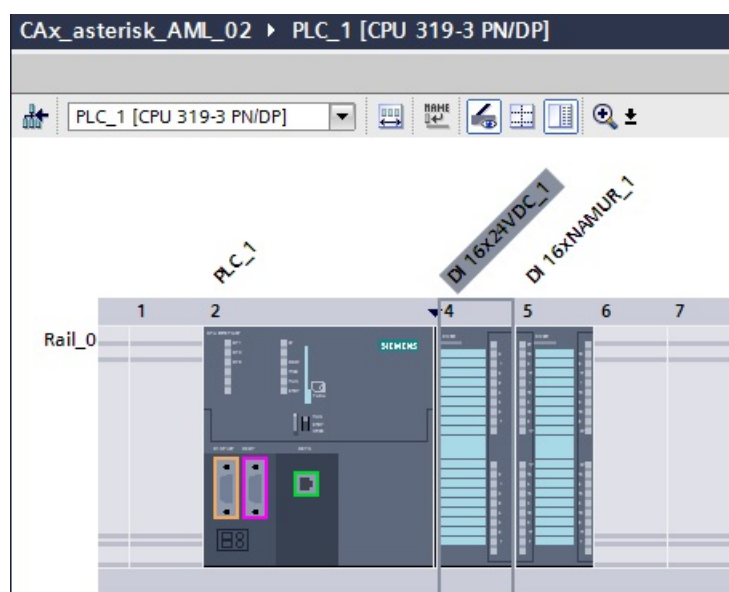 CAx_asterisk_AML_02 ▸ PLC_1 [CPU 319-3 PN/DP]
PLC_1 [CPU 319-3 PN/DP]
NAME
PLC_1
DI 16x24VDC_1
DI 16xNAMUR_1
1 2 4 5 6 7
Rail_0
SIEMENS